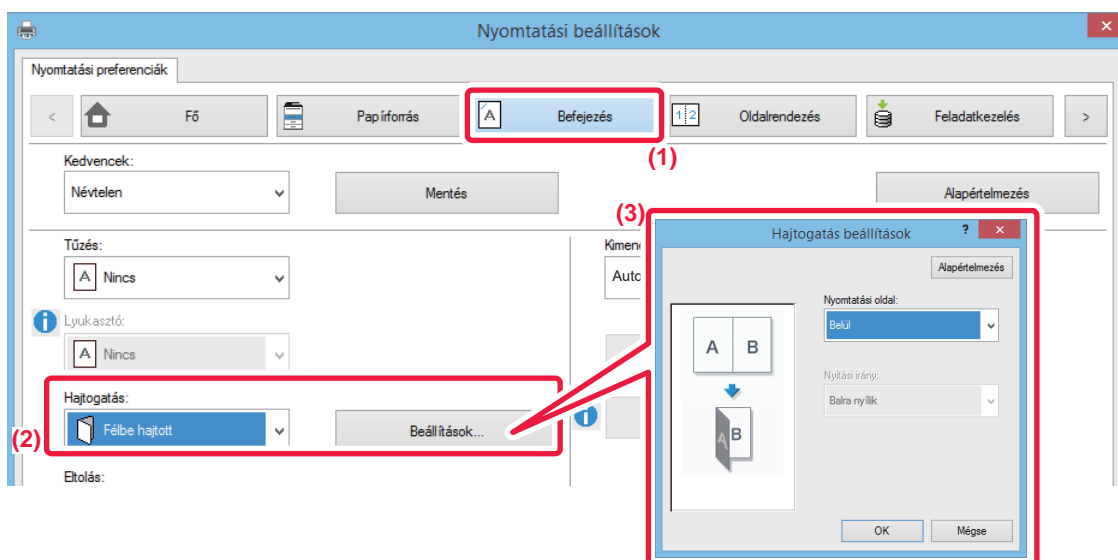 Nyomtatási beállítások
Nyomtatási preferenciák
< Fő Papírforrás A Befejezés 1 2 Oldalrendezés Feladatkezelés >
(1)
Kedvencek:
Névtelen Mentés Alapértelmezés
(3)
Tűzés:
A Nincs
Lyukasztó:
A Nincs
Hajtogatás:
(2) Félbe hajtott Beállítások...
Eltolás:
Auto
Hajtogatás beállítások ?
Alapértelmezés
Nyomtatási oldal:
Belül
Nyitási irány:
Balra nyílik
A B
A B
OK Mégse